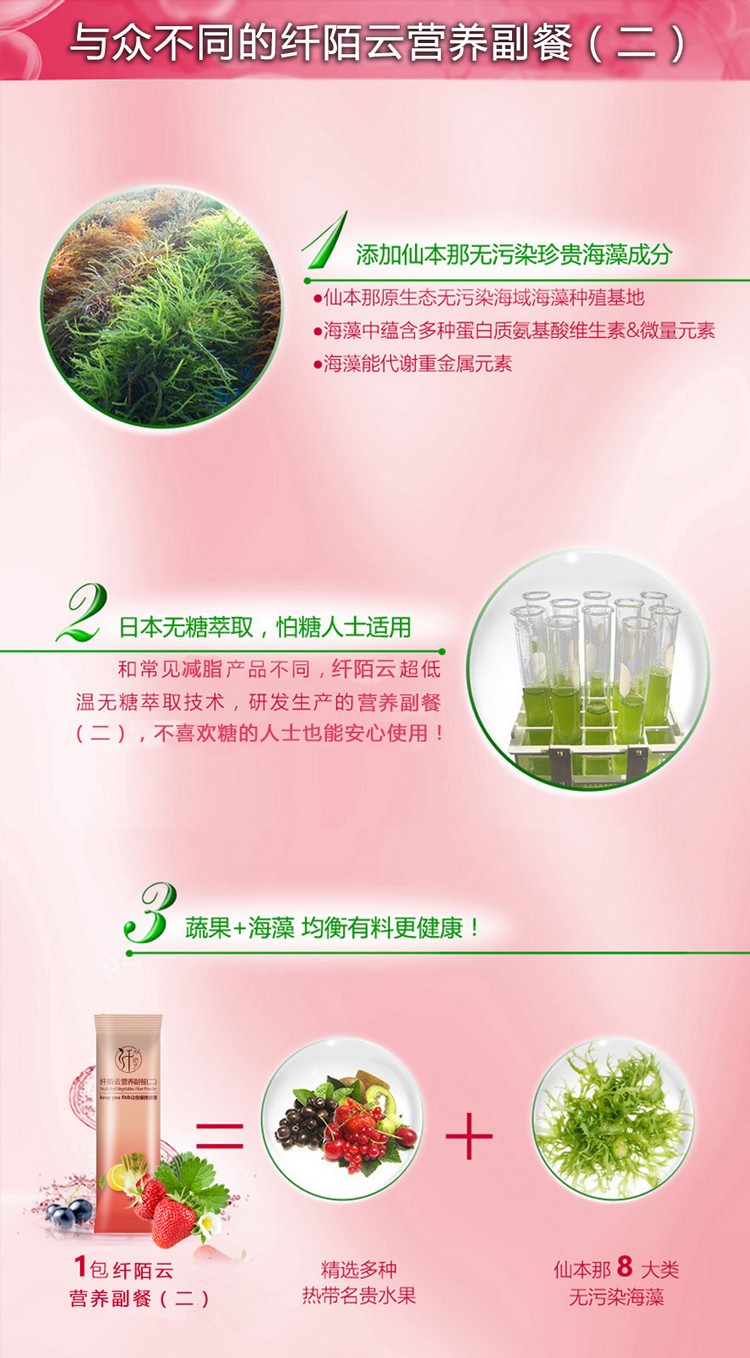 与众不同的纤陌云营养副餐（二）
1 添加仙本那无污染珍贵海藻成分
●仙本那原生态无污染海域海藻种殖基地
●海藻中蕴含多种蛋白质氨基酸维生素&微量元素
●海藻能代谢重金属元素
2 日本无糖萃取，怕糖人士适用
和常见减脂产品不同，纤陌云超低
温无糖萃取技术，研发生产的营养副餐
（二），不喜欢糖的人士也能安心使用！
3 蔬果+海藻 均衡有料更健康！
纤陌云营养副餐(二)
=
+
1包纤陌云
营养副餐（二）
精选多种
热带名贵水果
仙本那 8 大类
无污染海藻